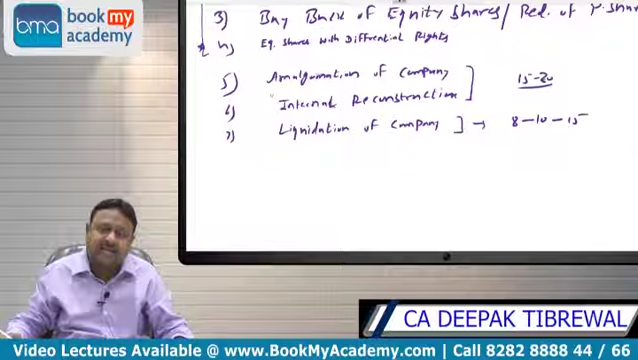 bma
book my academy
3) Buy Back of Equity Shares / Red. of P. Shar
4) Eq. Shares with Differential Rights
5) Amalgamation of Company ] 15-20
6) Internal Reconstruction
7) Liquidation of Company ] → 8-10-15
CA DEEPAK TIBREWAL
Video Lectures Available @ www.BookMyAcademy.com | Call 8282 8888 44 / 66